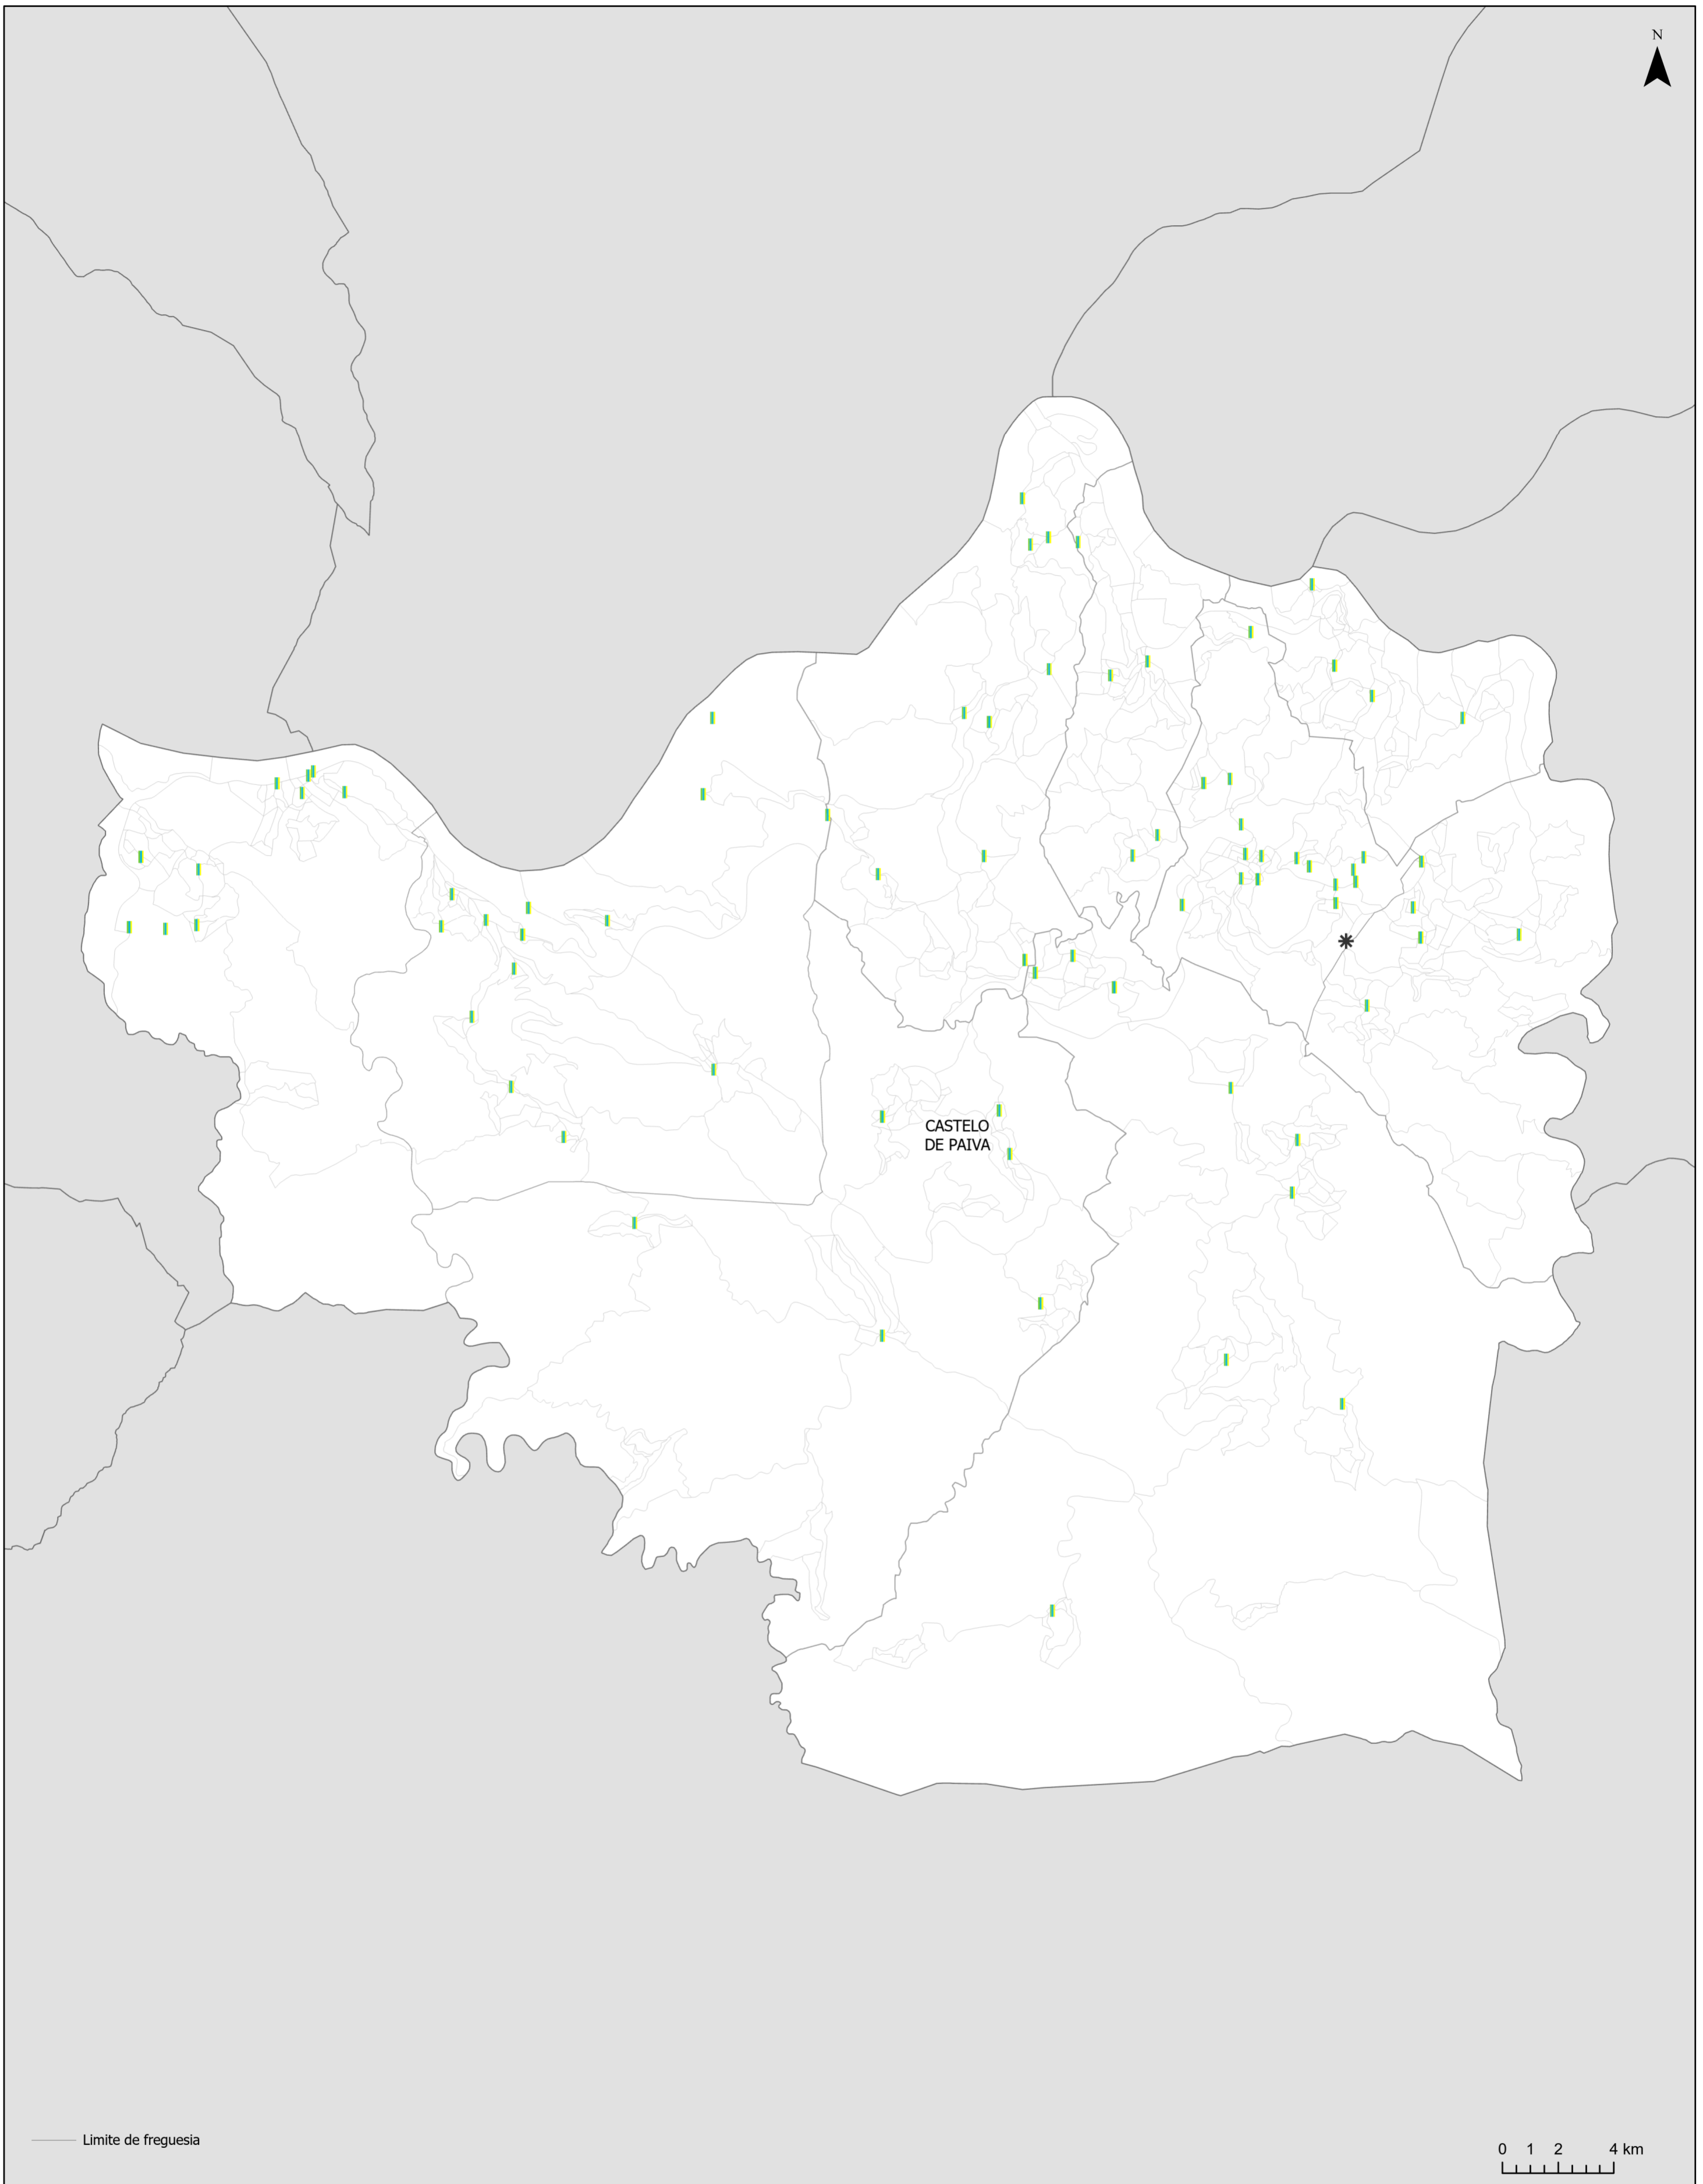 N
CASTELO
DE PAIVA
Limite de freguesia
0 1 2 4 km